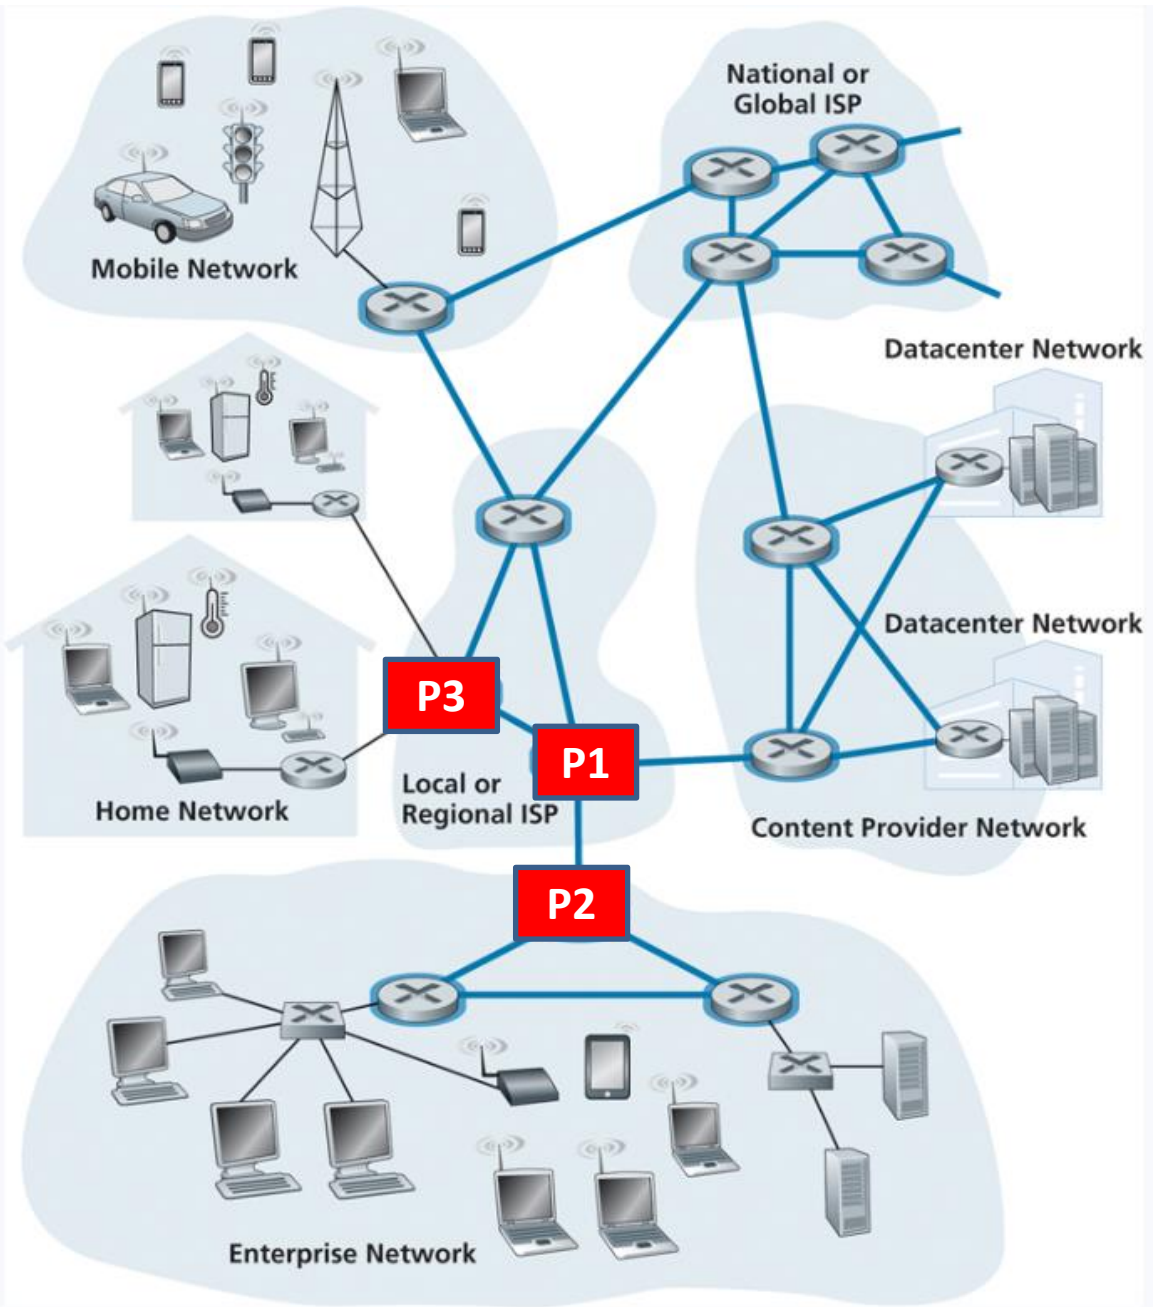 National or
Global ISP
Mobile Network
Datacenter Network
Datacenter Network
P3
P1
Local or
Regional ISP
Home Network
Content Provider Network
P2
Enterprise Network